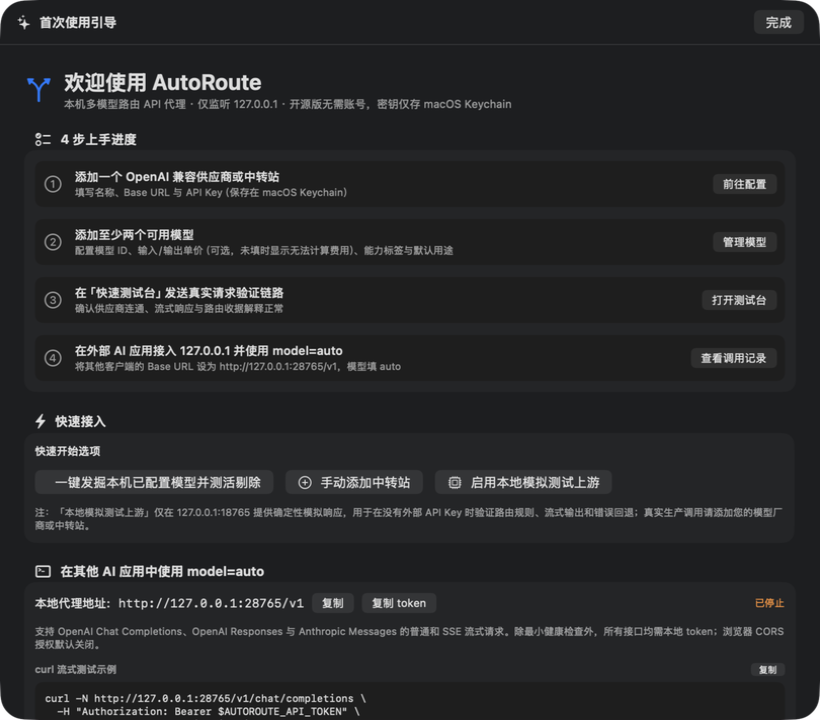 首次使用引导
完成
欢迎使用 AutoRoute
本机多模型路由 API 代理 · 仅监听 127.0.0.1 · 开源版无需账号，密钥仅存 macOS Keychain
4 步上手进度
1
添加一个 OpenAI 兼容供应商或中转站
填写名称、Base URL 与 API Key (保存在 macOS Keychain)
前往配置
2
添加至少两个可用模型
配置模型 ID、输入/输出单价 (可选，未填时显示无法计算费用)、能力标签与默认用途
管理模型
3
在「快速测试台」发送真实请求验证链路
确认供应商连通、流式响应与路由收据解释正常
打开测试台
4
在外部 AI 应用接入 127.0.0.1 并使用 model=auto
将其他客户端的 Base URL 设为 http://127.0.0.1:28765/v1，模型填 auto
查看调用记录
快速接入
快速开始选项
一键发掘本机已配置模型并测活剔除
手动添加中转站
启用本地模拟测试上游
注：「本地模拟测试上游」仅在 127.0.0.1:18765 提供确定性模拟响应，用于在没有外部 API Key 时验证路由规则、流式输出和错误回退；真实生产调用请添加您的模型厂
商或中转站。
在其他 AI 应用中使用 model=auto
本地代理地址: http://127.0.0.1:28765/v1
复制
复制 token
已停止
支持 OpenAI Chat Completions、OpenAI Responses 与 Anthropic Messages 的普通和 SSE 流式请求。除最小健康检查外，所有接口均需本地 token；浏览器 CORS
授权默认关闭。
curl 流式测试示例
复制
curl -N http://127.0.0.1:28765/v1/chat/completions \
-H "Authorization: Bearer $AUTOROUTE_API_TOKEN" \